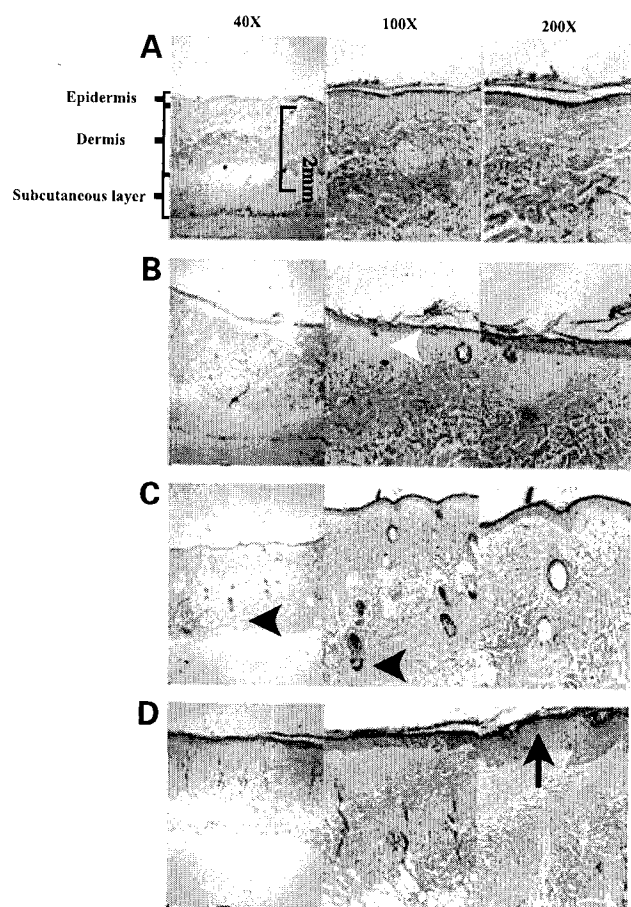 40X 100X 200X
A
Epidermis
Dermis
2mm
Subcutaneous layer
B
C
D